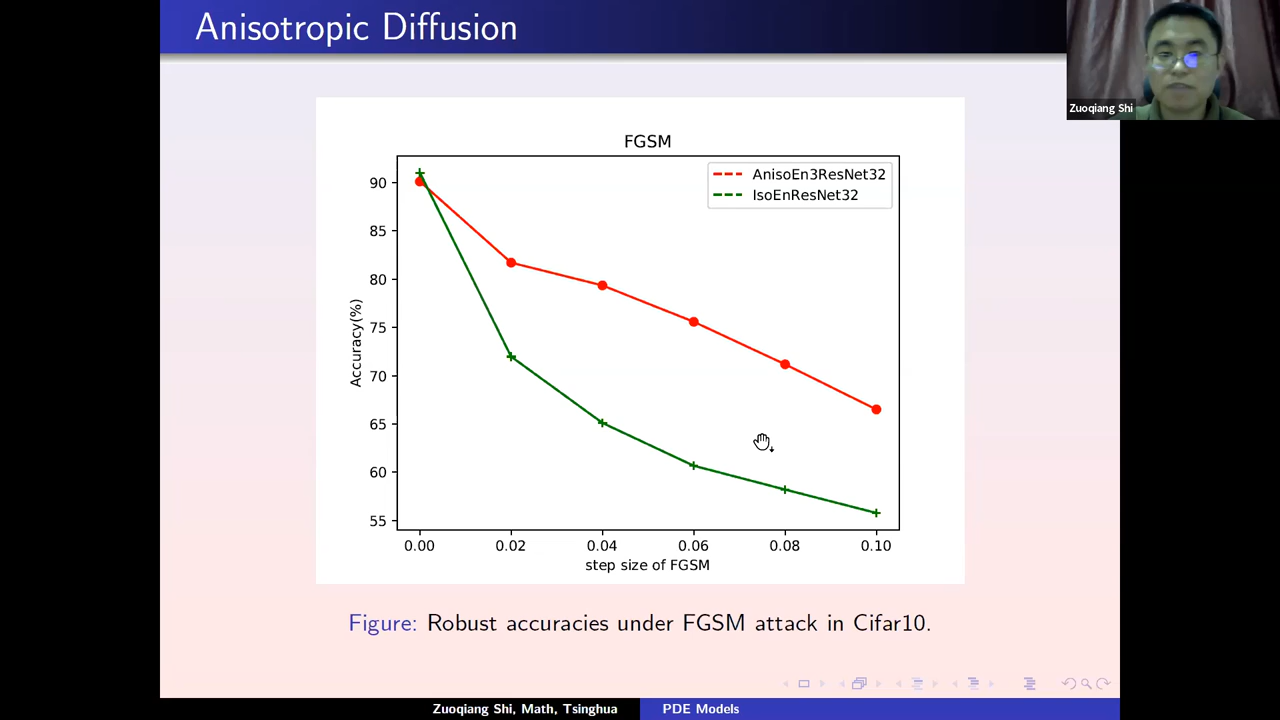 Anisotropic Diffusion
Zuoqiang Shi
FGSM
AnisoEn3ResNet32
IsoEnResNet32
Accuracy(%)
90
85
80
75
70
65
60
55
0.00 0.02 0.04 0.06 0.08 0.10
step size of FGSM
Figure: Robust accuracies under FGSM attack in Cifar10.
Zuoqiang Shi, Math, Tsinghua PDE Models